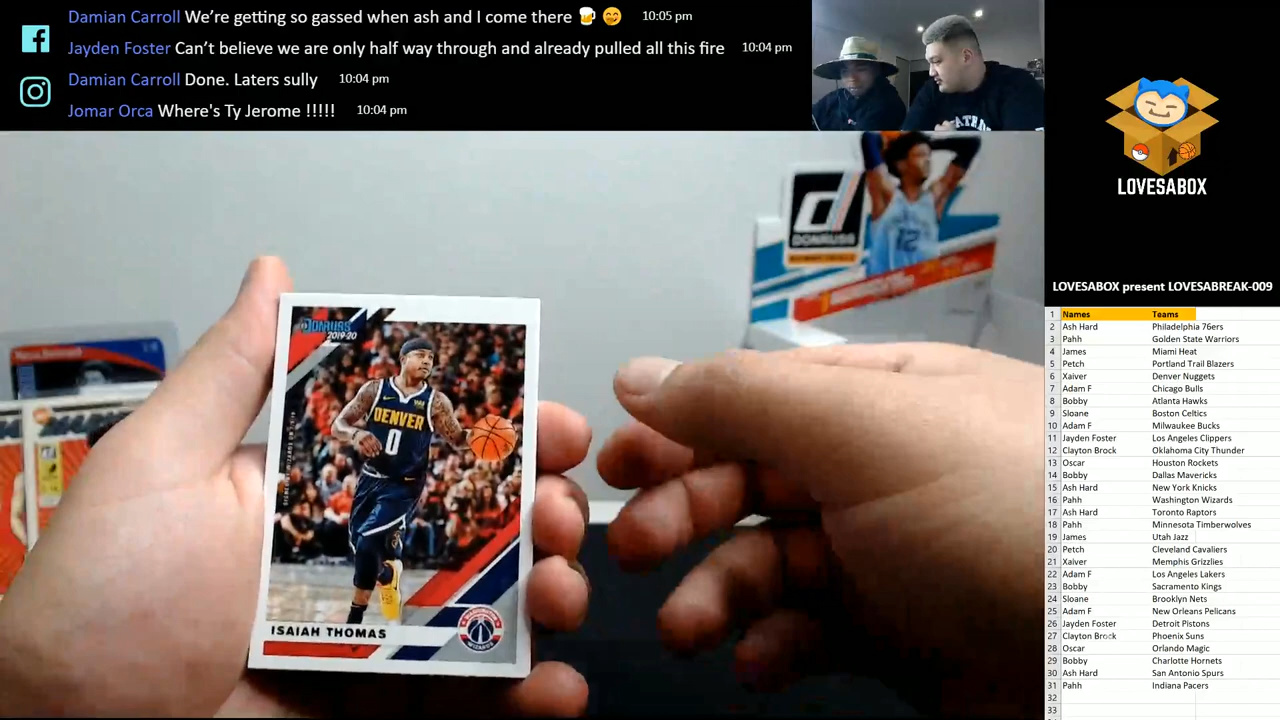 Damian Carroll We're getting so gassed when ash and I come there 🍺 😊 10:05 pm
Jayden Foster Can't believe we are only half way through and already pulled all this fire 10:04 pm
Damian Carroll Done. Laters sully 10:04 pm
Jomar Orca Where's Ty Jerome !!!!! 10:04 pm
LOVESABOX
d
DONRUSS
12
DONRUSS
2019-20
DENVER
0
ISAIAH THOMAS
WIZARDS
LOVESABOX present LOVESABREAK-009
1 Names Teams
2 Ash Hard Philadelphia 76ers
3 Pahh Golden State Warriors
4 James Miami Heat
5 Petch Portland Trail Blazers
6 Xaiver Denver Nuggets
7 Adam F Chicago Bulls
8 Bobby Atlanta Hawks
9 Sloane Boston Celtics
10 Adam F Milwaukee Bucks
11 Jayden Foster Los Angeles Clippers
12 Clayton Brock Oklahoma City Thunder
13 Oscar Houston Rockets
14 Bobby Dallas Mavericks
15 Ash Hard New York Knicks
16 Pahh Washington Wizards
17 Ash Hard Toronto Raptors
18 Pahh Minnesota Timberwolves
19 James Utah Jazz
20 Petch Cleveland Cavaliers
21 Xaiver Memphis Grizzlies
22 Adam F Los Angeles Lakers
23 Bobby Sacramento Kings
24 Sloane Brooklyn Nets
25 Adam F New Orleans Pelicans
26 Jayden Foster Detroit Pistons
27 Clayton Brock Phoenix Suns
28 Oscar Orlando Magic
29 Bobby Charlotte Hornets
30 Ash Hard San Antonio Spurs
31 Pahh Indiana Pacers
32
33